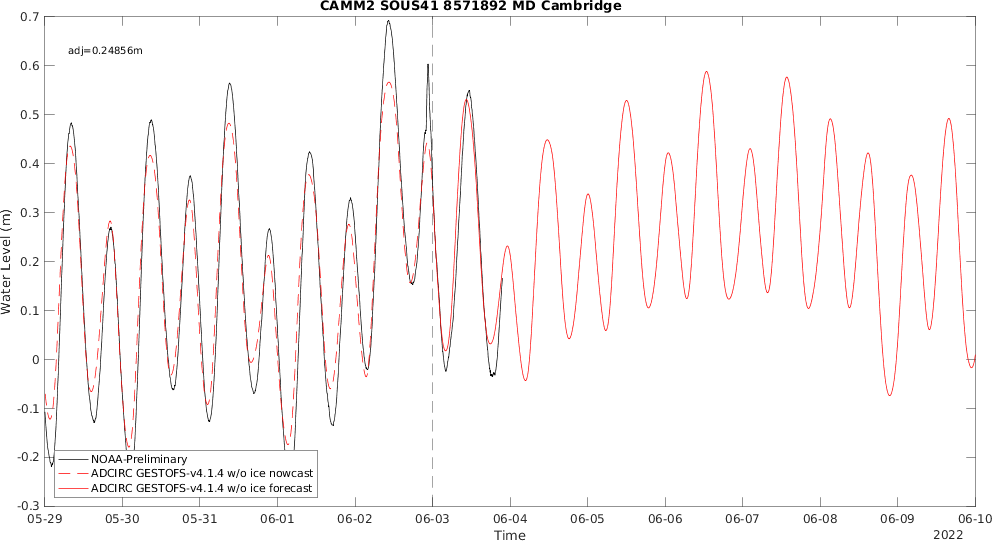 CAMM2 SOUS41 8571892 MD Cambridge
adj=0.24856m
Water Level (m)
0.7
0.6
0.5
0.4
0.3
0.2
0.1
0
-0.1
-0.2
-0.3
NOAA-Preliminary
ADCIRC GESTOFS-v4.1.4 w/o ice nowcast
ADCIRC GESTOFS-v4.1.4 w/o ice forecast
05-29 05-30 05-31 06-01 06-02 06-03 06-04 06-05 06-06 06-07 06-08 06-09 06-10
Time
2022